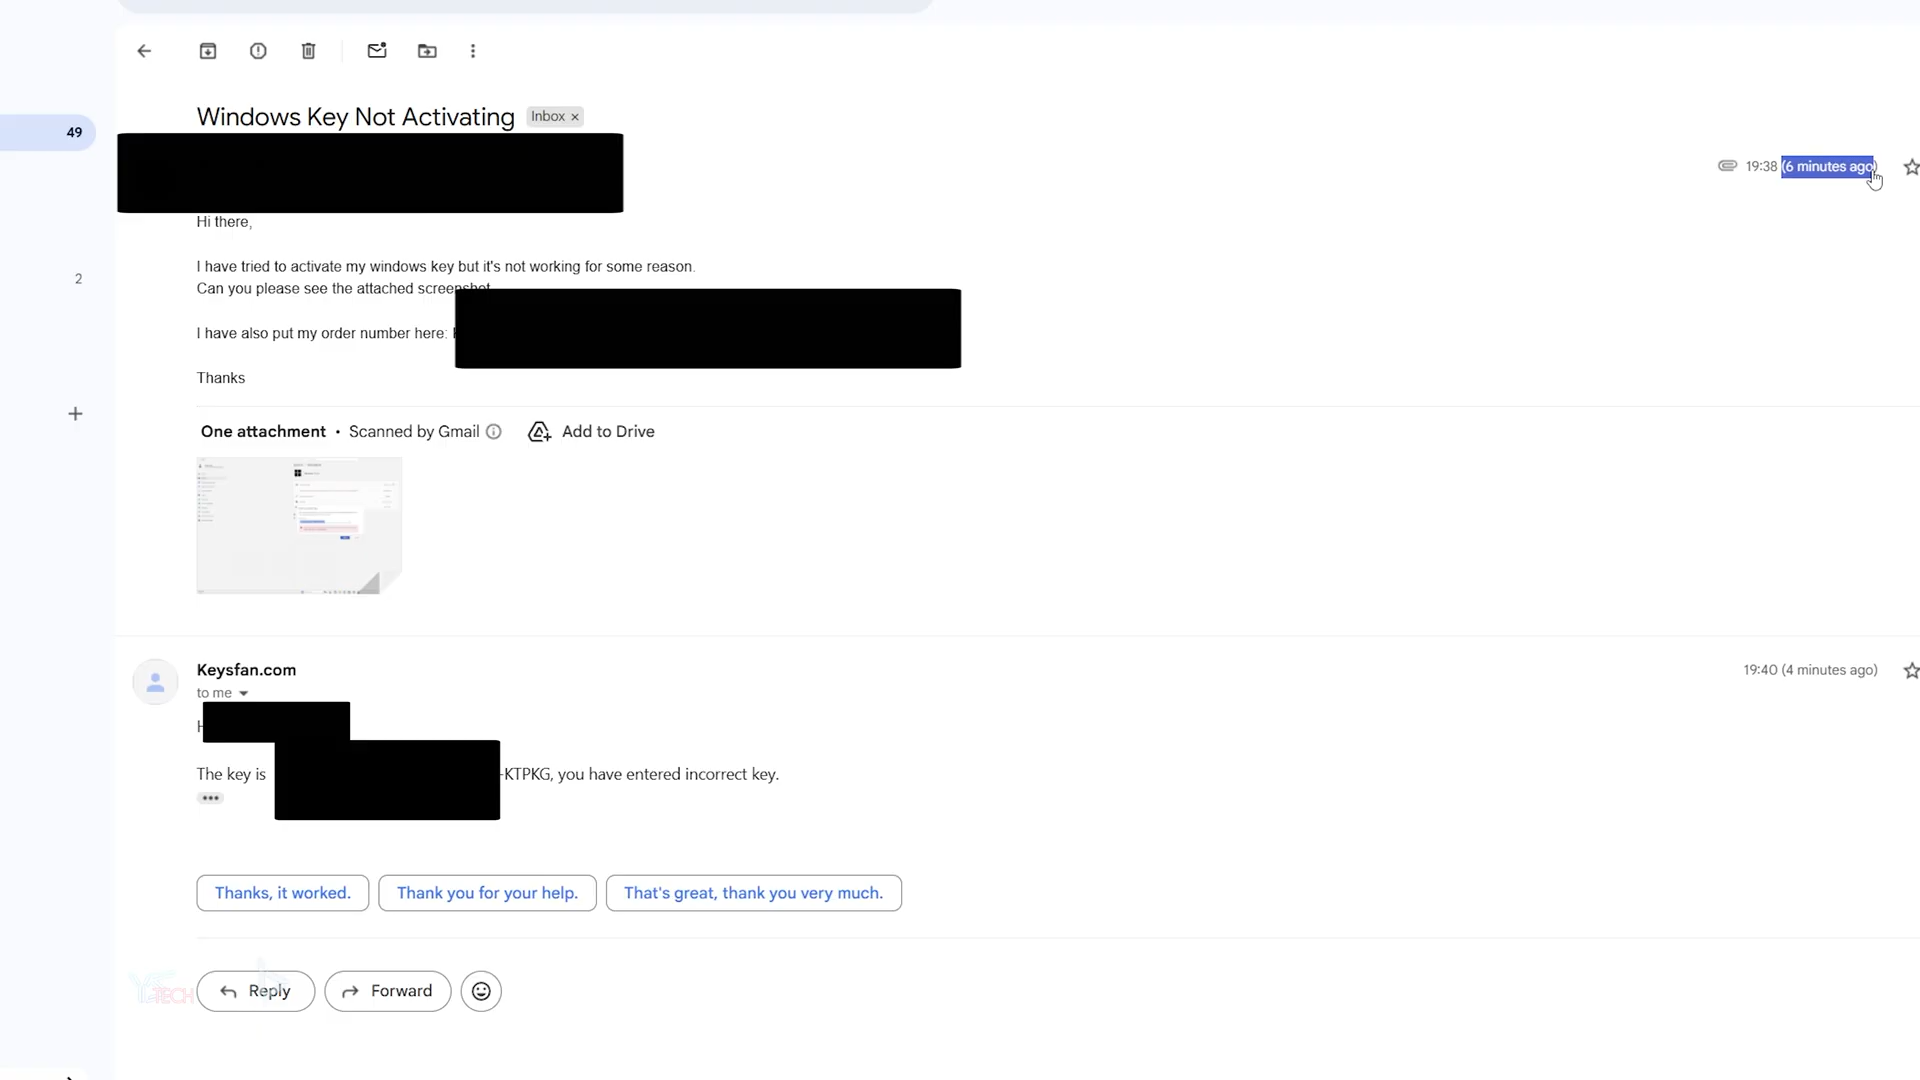 Windows Key Not Activating Inbox ×
49
19:38 (6 minutes ago)
Hi there,
I have tried to activate my windows key but it's not working for some reason.
Can you please see the attached screenshot
2
I have also put my order number here:
Thanks
One attachment • Scanned by Gmail Add to Drive
Keysfan.com
19:40 (4 minutes ago)
to me
The key is -KTPKG, you have entered incorrect key.
Thanks, it worked. Thank you for your help. That's great, thank you very much.
TECH
Reply Forward